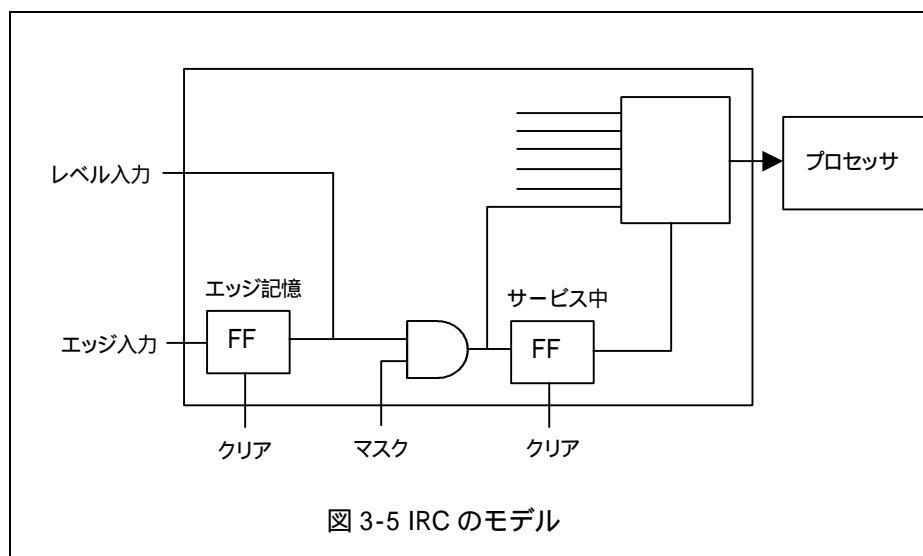 レベル入力
プロセッサ
エッジ記憶
サービス中
エッジ入力
FF
FF
クリア
マスク
クリア
図 3-5 IRC のモデル